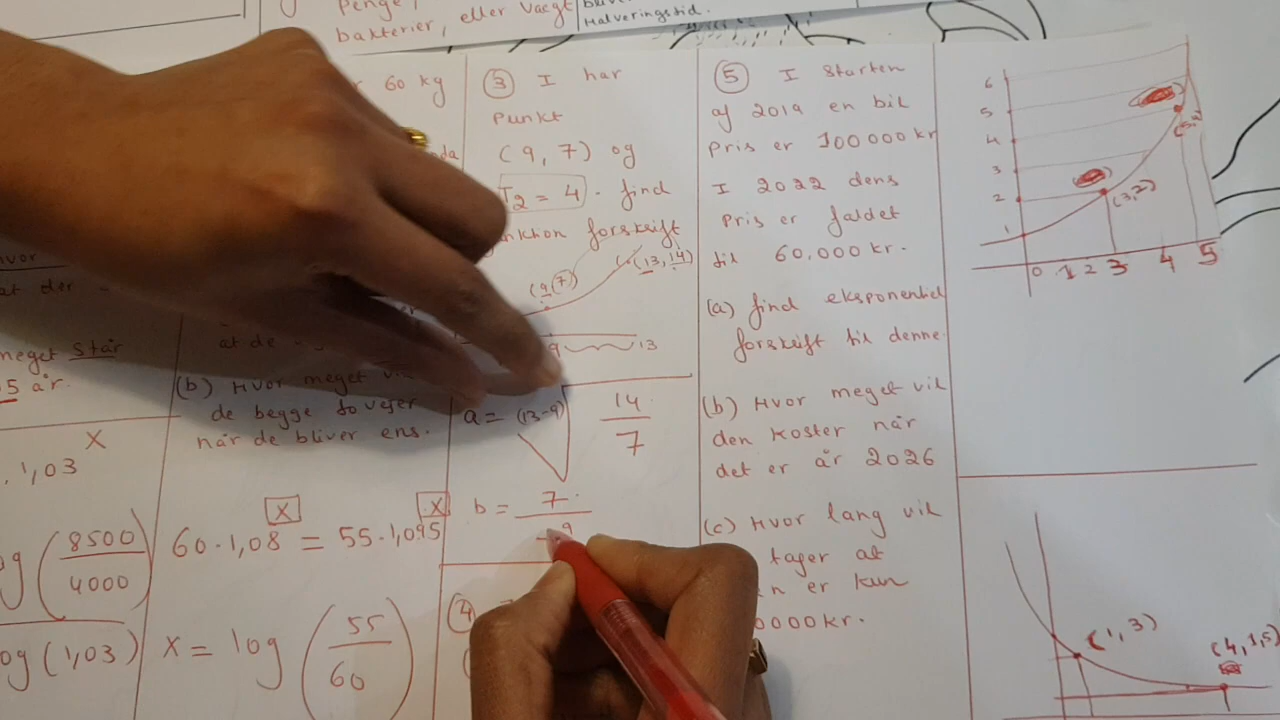 Penge,
bakterier, eller Vægt
Halveringstid.
60 kg
at der
meget står
5 år.
X
. 1,03
8500
4000
og (1,03)
at de
(b) Hvor meget
de begge to vejer
når de bliver ens.
60 · 1,08 X = 55 · 1,095 X
x = log ( 55 / 60 )
③ I har
Punkt
(9,7) og
T2 = 4 . find
forskrift
(9,7)
(13,14)
9
13
a = (13-9) √ 14 / 7
b = 7 / 9
④
⑤ I Starten
af 2019 en bil
Pris er 100000 kr
I 2022 dens
Pris er faldet
til 60,000 kr.
(a) find eksponentiel
forskrift til denne.
(b) Hvor meget vil
den koster når
det er år 2026
(c) Hvor lang vil
tager at
er kun
0000kr.
6
5
4
3
2
1
(3,2)
0 1 2 3 4 5
(1,3)
(4,1,5)